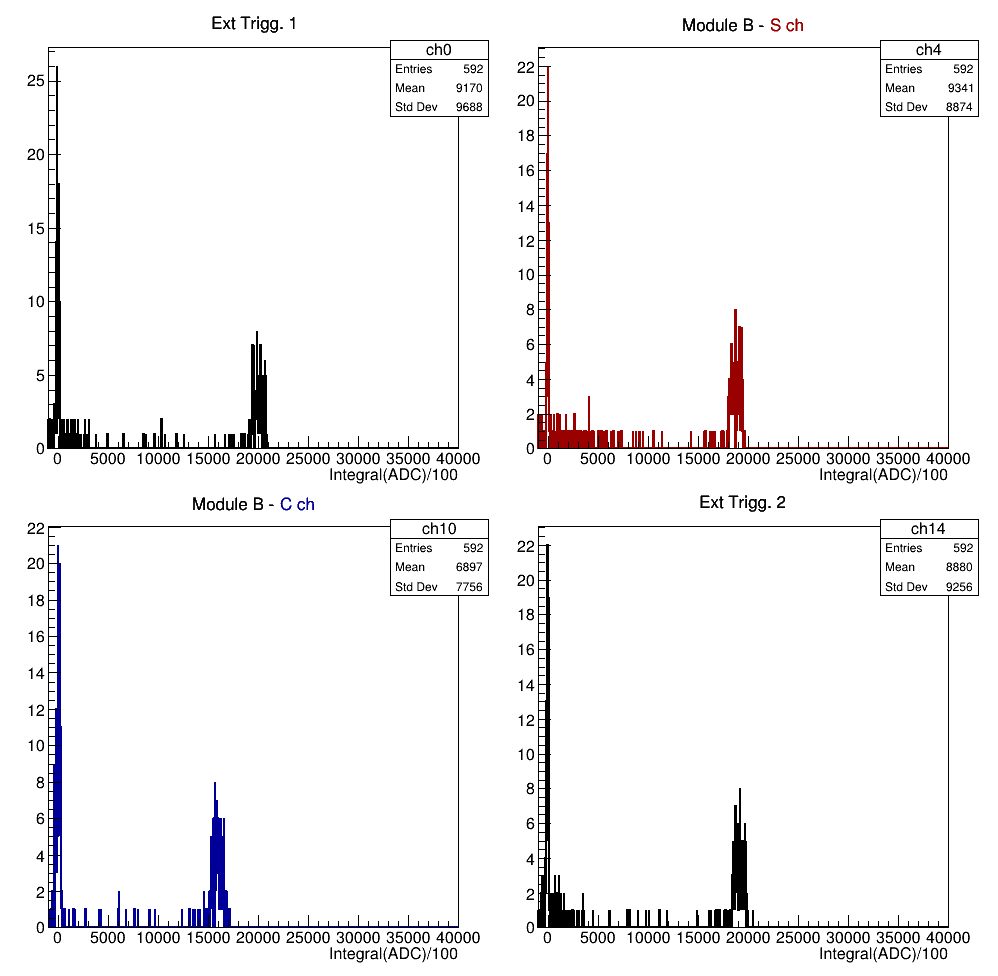 Ext Trigg. 1
ch0
Entries 592
Mean 9170
Std Dev 9688
25
20
15
10
5
0
0 5000 10000 15000 20000 25000 30000 35000 40000
Integral(ADC)/100
Module B - S ch
ch4
Entries 592
Mean 9341
Std Dev 8874
22
20
18
16
14
12
10
8
6
4
2
0
0 5000 10000 15000 20000 25000 30000 35000 40000
Integral(ADC)/100
Module B - C ch
ch10
Entries 592
Mean 6897
Std Dev 7756
22
20
18
16
14
12
10
8
6
4
2
0
0 5000 10000 15000 20000 25000 30000 35000 40000
Integral(ADC)/100
Ext Trigg. 2
ch14
Entries 592
Mean 8880
Std Dev 9256
22
20
18
16
14
12
10
8
6
4
2
0
0 5000 10000 15000 20000 25000 30000 35000 40000
Integral(ADC)/100